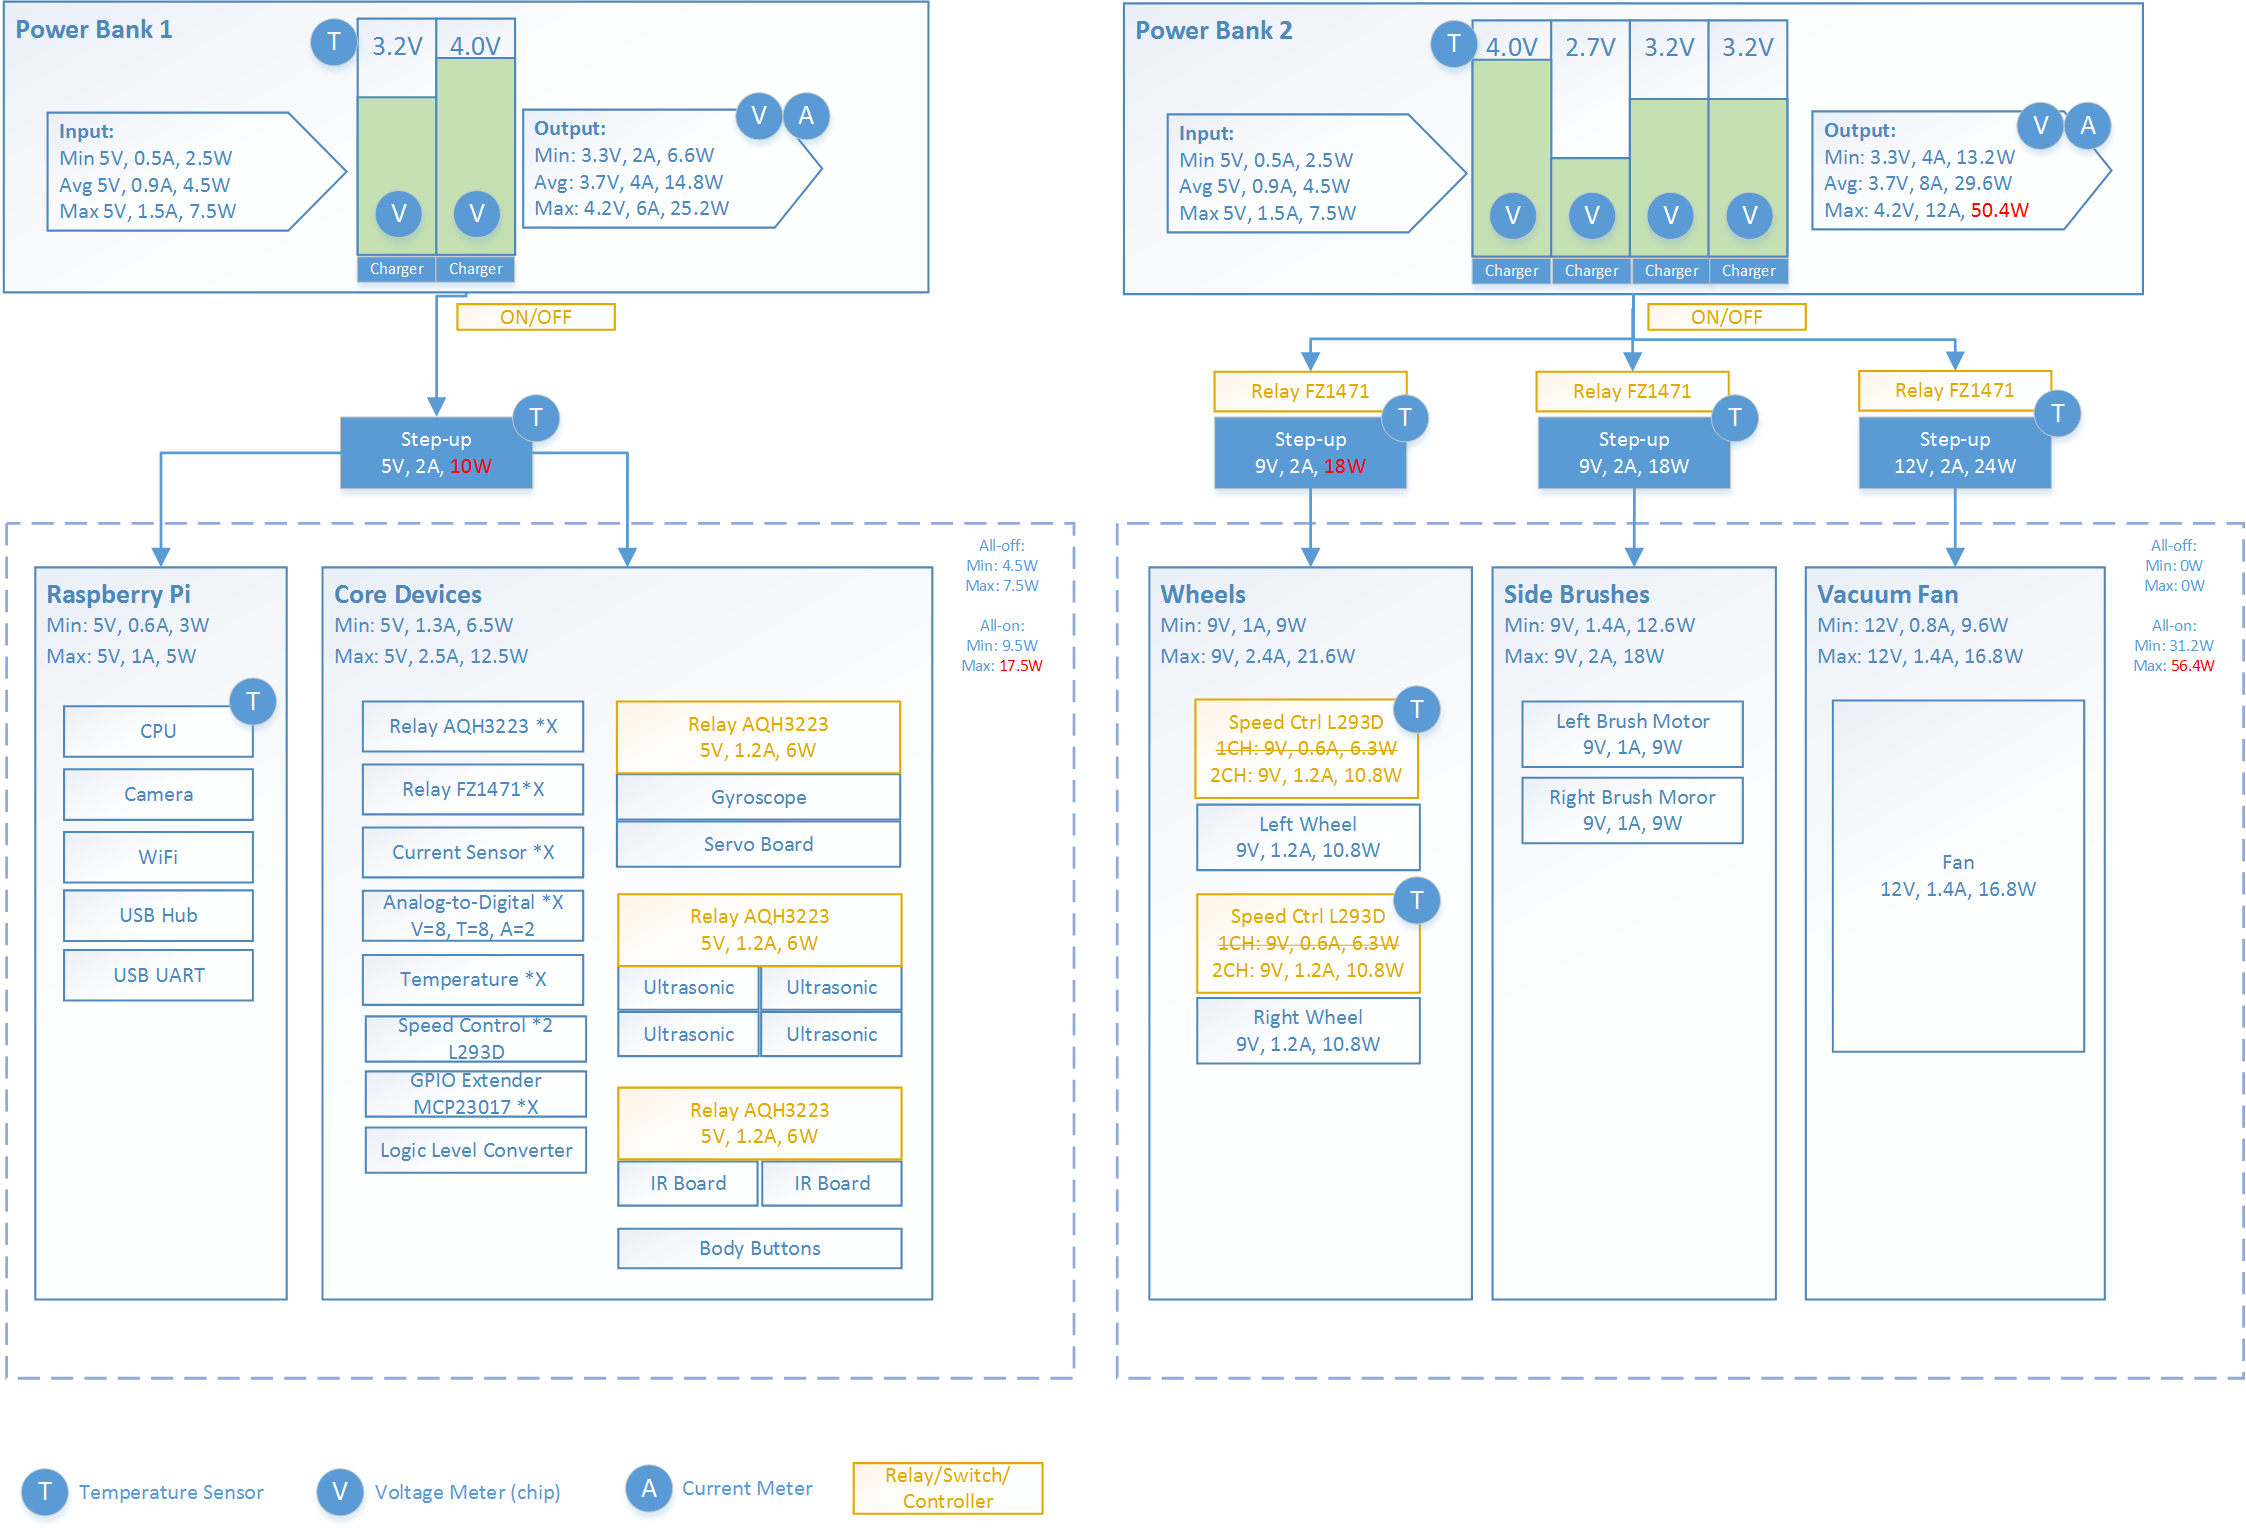 Power Bank 1
T
3.2V
4.0V
Input:
Min 5V, 0.5A, 2.5W
Avg 5V, 0.9A, 4.5W
Max 5V, 1.5A, 7.5W
V
V
Charger
Charger
V
A
Output:
Min: 3.3V, 2A, 6.6W
Avg: 3.7V, 4A, 14.8W
Max: 4.2V, 6A, 25.2W
ON/OFF
T
Step-up
5V, 2A, 10W
Power Bank 2
T
4.0V
2.7V
3.2V
3.2V
Input:
Min 5V, 0.5A, 2.5W
Avg 5V, 0.9A, 4.5W
Max 5V, 1.5A, 7.5W
V
V
V
V
Charger
Charger
Charger
Charger
V
A
Output:
Min: 3.3V, 4A, 13.2W
Avg: 3.7V, 8A, 29.6W
Max: 4.2V, 12A, 50.4W
ON/OFF
Relay FZ1471
T
Step-up
9V, 2A, 18W
Relay FZ1471
T
Step-up
9V, 2A, 18W
Relay FZ1471
T
Step-up
12V, 2A, 24W
All-off:
Min: 4.5W
Max: 7.5W
All-on:
Min: 9.5W
Max: 17.5W
Raspberry Pi
Min: 5V, 0.6A, 3W
Max: 5V, 1A, 5W
T
CPU
Camera
WiFi
USB Hub
USB UART
Core Devices
Min: 5V, 1.3A, 6.5W
Max: 5V, 2.5A, 12.5W
Relay AQH3223 *X
Relay FZ1471*X
Current Sensor *X
Analog-to-Digital *X
V=8, T=8, A=2
Temperature *X
Speed Control *2
L293D
GPIO Extender
MCP23017 *X
Logic Level Converter
Relay AQH3223
5V, 1.2A, 6W
Gyroscope
Servo Board
Relay AQH3223
5V, 1.2A, 6W
Ultrasonic
Ultrasonic
Ultrasonic
Ultrasonic
Relay AQH3223
5V, 1.2A, 6W
IR Board
IR Board
Body Buttons
Wheels
Min: 9V, 1A, 9W
Max: 9V, 2.4A, 21.6W
T
Speed Ctrl L293D
1CH: 9V, 0.6A, 6.3W
2CH: 9V, 1.2A, 10.8W
Left Wheel
9V, 1.2A, 10.8W
T
Speed Ctrl L293D
1CH: 9V, 0.6A, 6.3W
2CH: 9V, 1.2A, 10.8W
Right Wheel
9V, 1.2A, 10.8W
Side Brushes
Min: 9V, 1.4A, 12.6W
Max: 9V, 2A, 18W
Left Brush Motor
9V, 1A, 9W
Right Brush Moror
9V, 1A, 9W
Vacuum Fan
Min: 12V, 0.8A, 9.6W
Max: 12V, 1.4A, 16.8W
Fan
12V, 1.4A, 16.8W
All-off:
Min: 0W
Max: 0W
All-on:
Min: 31.2W
Max: 56.4W
T
Temperature Sensor
V
Voltage Meter (chip)
A
Current Meter
Relay/Switch/
Controller